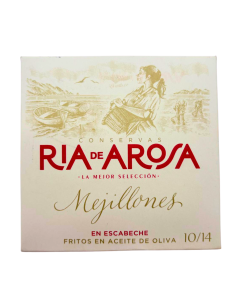 CONSERVAS
RIA DE AROSA
·LA MEJOR SELECCIÓN·
Mejillones
EN ESCABECHE
FRITOS EN ACEITE DE OLIVA
10/14